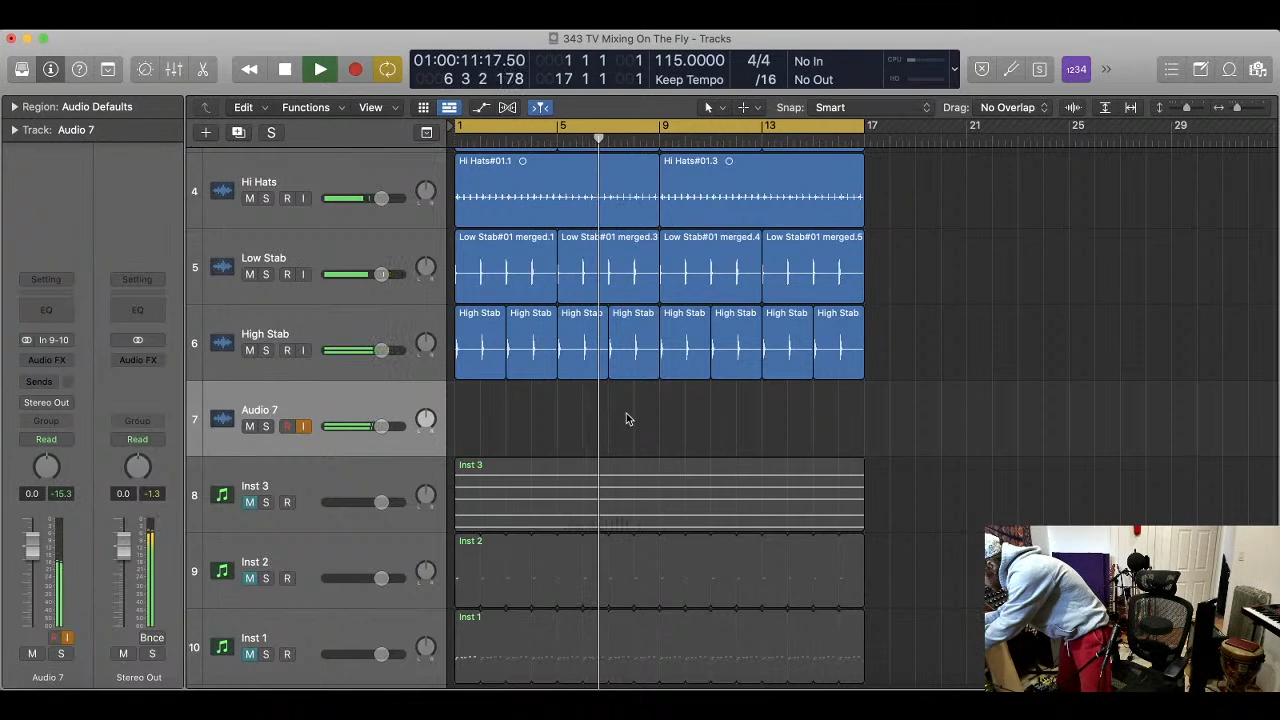 343 TV Mixing On The Fly - Tracks
01:00:11:17.50 1 1 1 1 115.0000 4/4 No In CPU
6 3 2 178 17 1 1 1 Keep Tempo /16 No Out HD
1234
Region: Audio Defaults
Track: Audio 7
Edit Functions View Snap: Smart Drag: No Overlap
S 1 5 9 13 17 21 25 29
4 Hi Hats M S R I Hi Hats#01.1 Hi Hats#01.3
5 Low Stab M S R I Low Stab#01 merged.1 Low Stab#01 merged.3 Low Stab#01 merged.4 Low Stab#01 merged.5
6 High Stab M S R I High Stab High Stab High Stab High Stab High Stab High Stab High Stab High Stab
7 Audio 7 M S R I
8 Inst 3 M S R Inst 3
9 Inst 2 M S R Inst 2
10 Inst 1 M S R Inst 1
Setting Setting
EQ EQ
In 9-10
Audio FX Audio FX
Sends
Stereo Out
Group Group
Read Read
0.0 -15.3 0.0 -1.3
R I Bnce
M S M S
Audio 7 Stereo Out